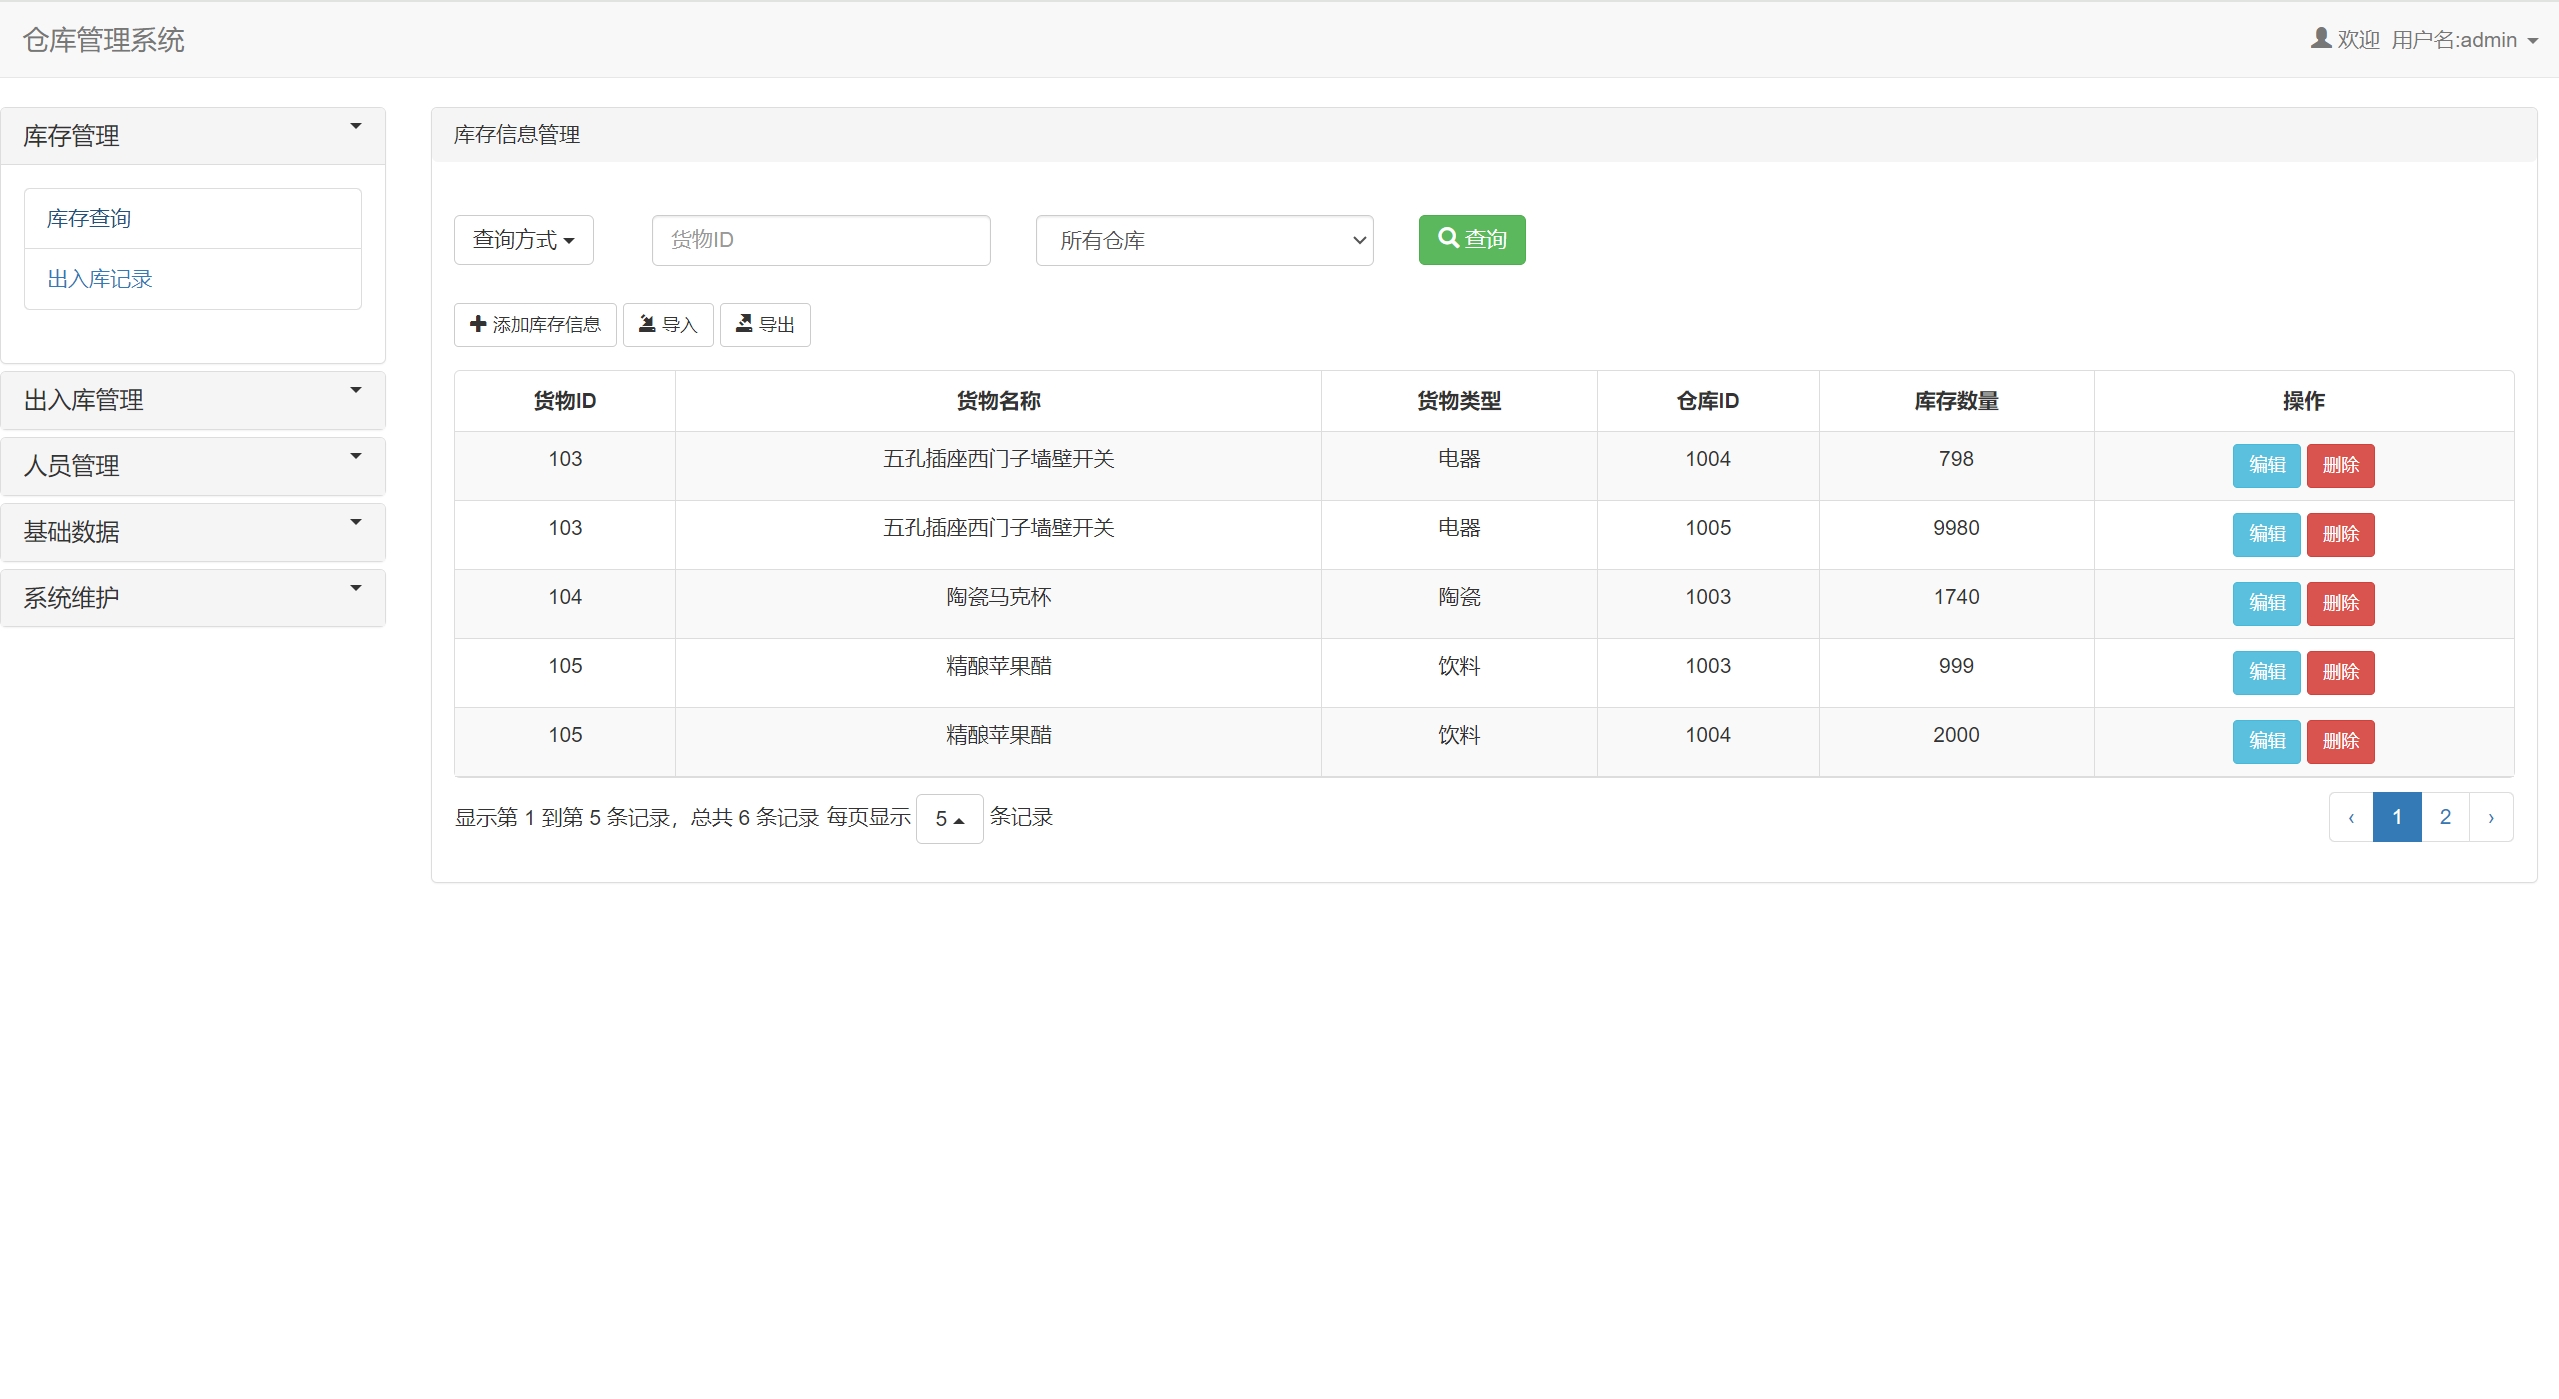 仓库管理系统
欢迎 用户名:admin
库存管理
库存查询
出入库记录
出入库管理
人员管理
基础数据
系统维护
库存信息管理
查询方式 货物ID 所有仓库 查询
添加库存信息 导入 导出
货物ID 货物名称 货物类型 仓库ID 库存数量 操作
103 五孔插座西门子墙壁开关 电器 1004 798 编辑 删除
103 五孔插座西门子墙壁开关 电器 1005 9980 编辑 删除
104 陶瓷马克杯 陶瓷 1003 1740 编辑 删除
105 精酿苹果醋 饮料 1003 999 编辑 删除
105 精酿苹果醋 饮料 1004 2000 编辑 删除
显示第 1 到第 5 条记录，总共 6 条记录 每页显示 5 条记录 ‹ 1 2 ›